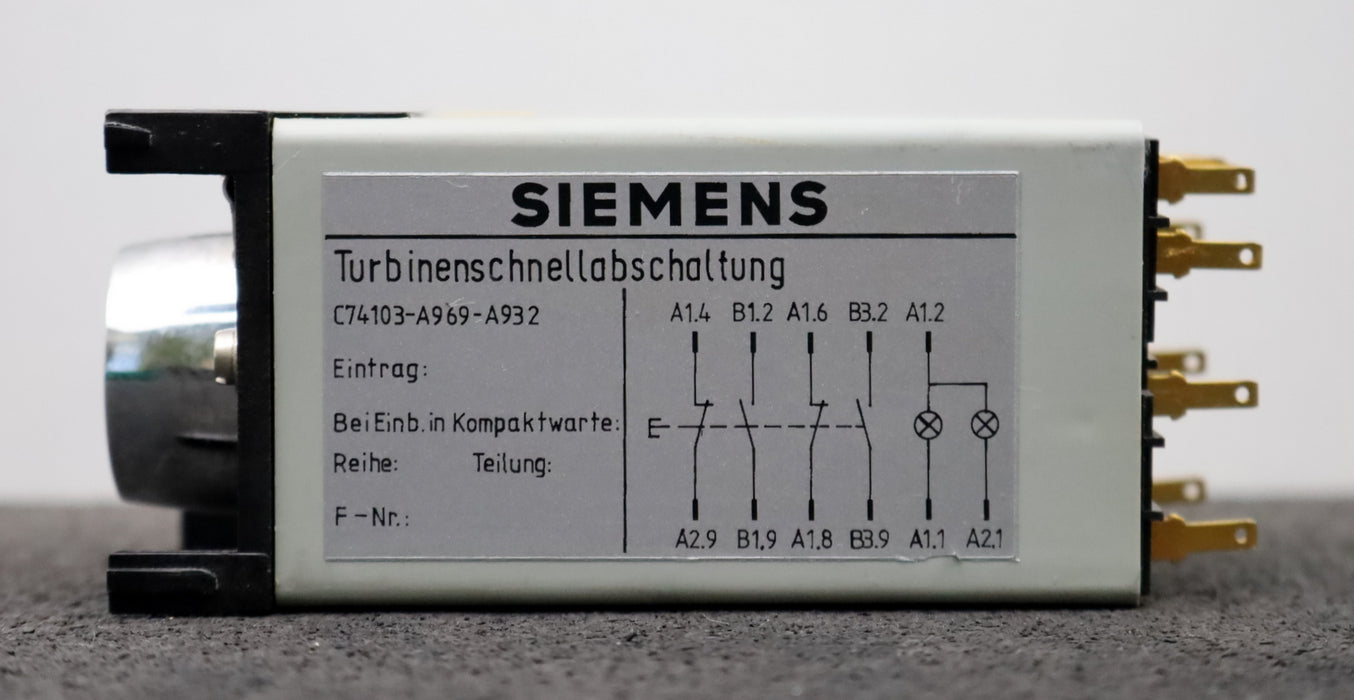 SIEMENS
Turbinenschnellabschaltung
C74103-A969-A932
Eintrag:
Bei Einb. in Kompaktwarte:
Reihe: Teilung:
F-Nr.:
A1.4 B1.2 A1.6 B3.2 A1.2
E
A2.9 B1.9 A1.8 B3.9 A1.1 A2.1